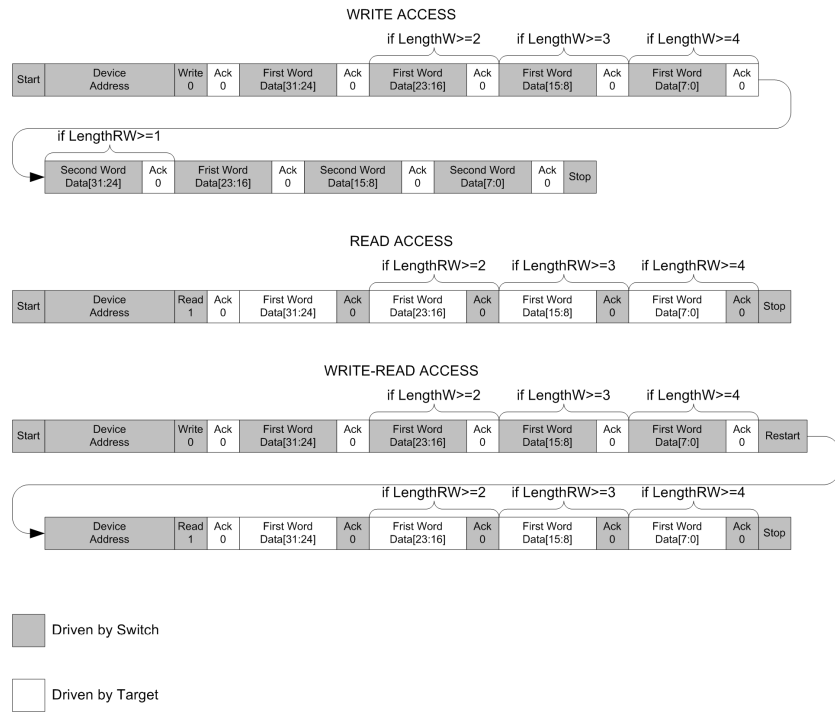 WRITE ACCESS
if LengthW>=2 if LengthW>=3 if LengthW>=4
Start Device Address Write 0 Ack 0 First Word Data[31:24] Ack 0 First Word Data[23:16] Ack 0 First Word Data[15:8] Ack 0 First Word Data[7:0] Ack 0
if LengthRW>=1
Second Word Data[31:24] Ack 0 Frist Word Data[23:16] Ack 0 Second Word Data[15:8] Ack 0 Second Word Data[7:0] Ack 0 Stop
READ ACCESS
if LengthRW>=2 if LengthRW>=3 if LengthRW>=4
Start Device Address Read 1 Ack 0 First Word Data[31:24] Ack 0 Frist Word Data[23:16] Ack 0 First Word Data[15:8] Ack 0 First Word Data[7:0] Ack 0 Stop
WRITE-READ ACCESS
if LengthW>=2 if LengthW>=3 if LengthW>=4
Start Device Address Write 0 Ack 0 First Word Data[31:24] Ack 0 First Word Data[23:16] Ack 0 First Word Data[15:8] Ack 0 First Word Data[7:0] Ack 0 Restart
if LengthRW>=2 if LengthRW>=3 if LengthRW>=4
Device Address Read 1 Ack 0 First Word Data[31:24] Ack 0 Frist Word Data[23:16] Ack 0 First Word Data[15:8] Ack 0 First Word Data[7:0] Ack 0 Stop
Driven by Switch
Driven by Target